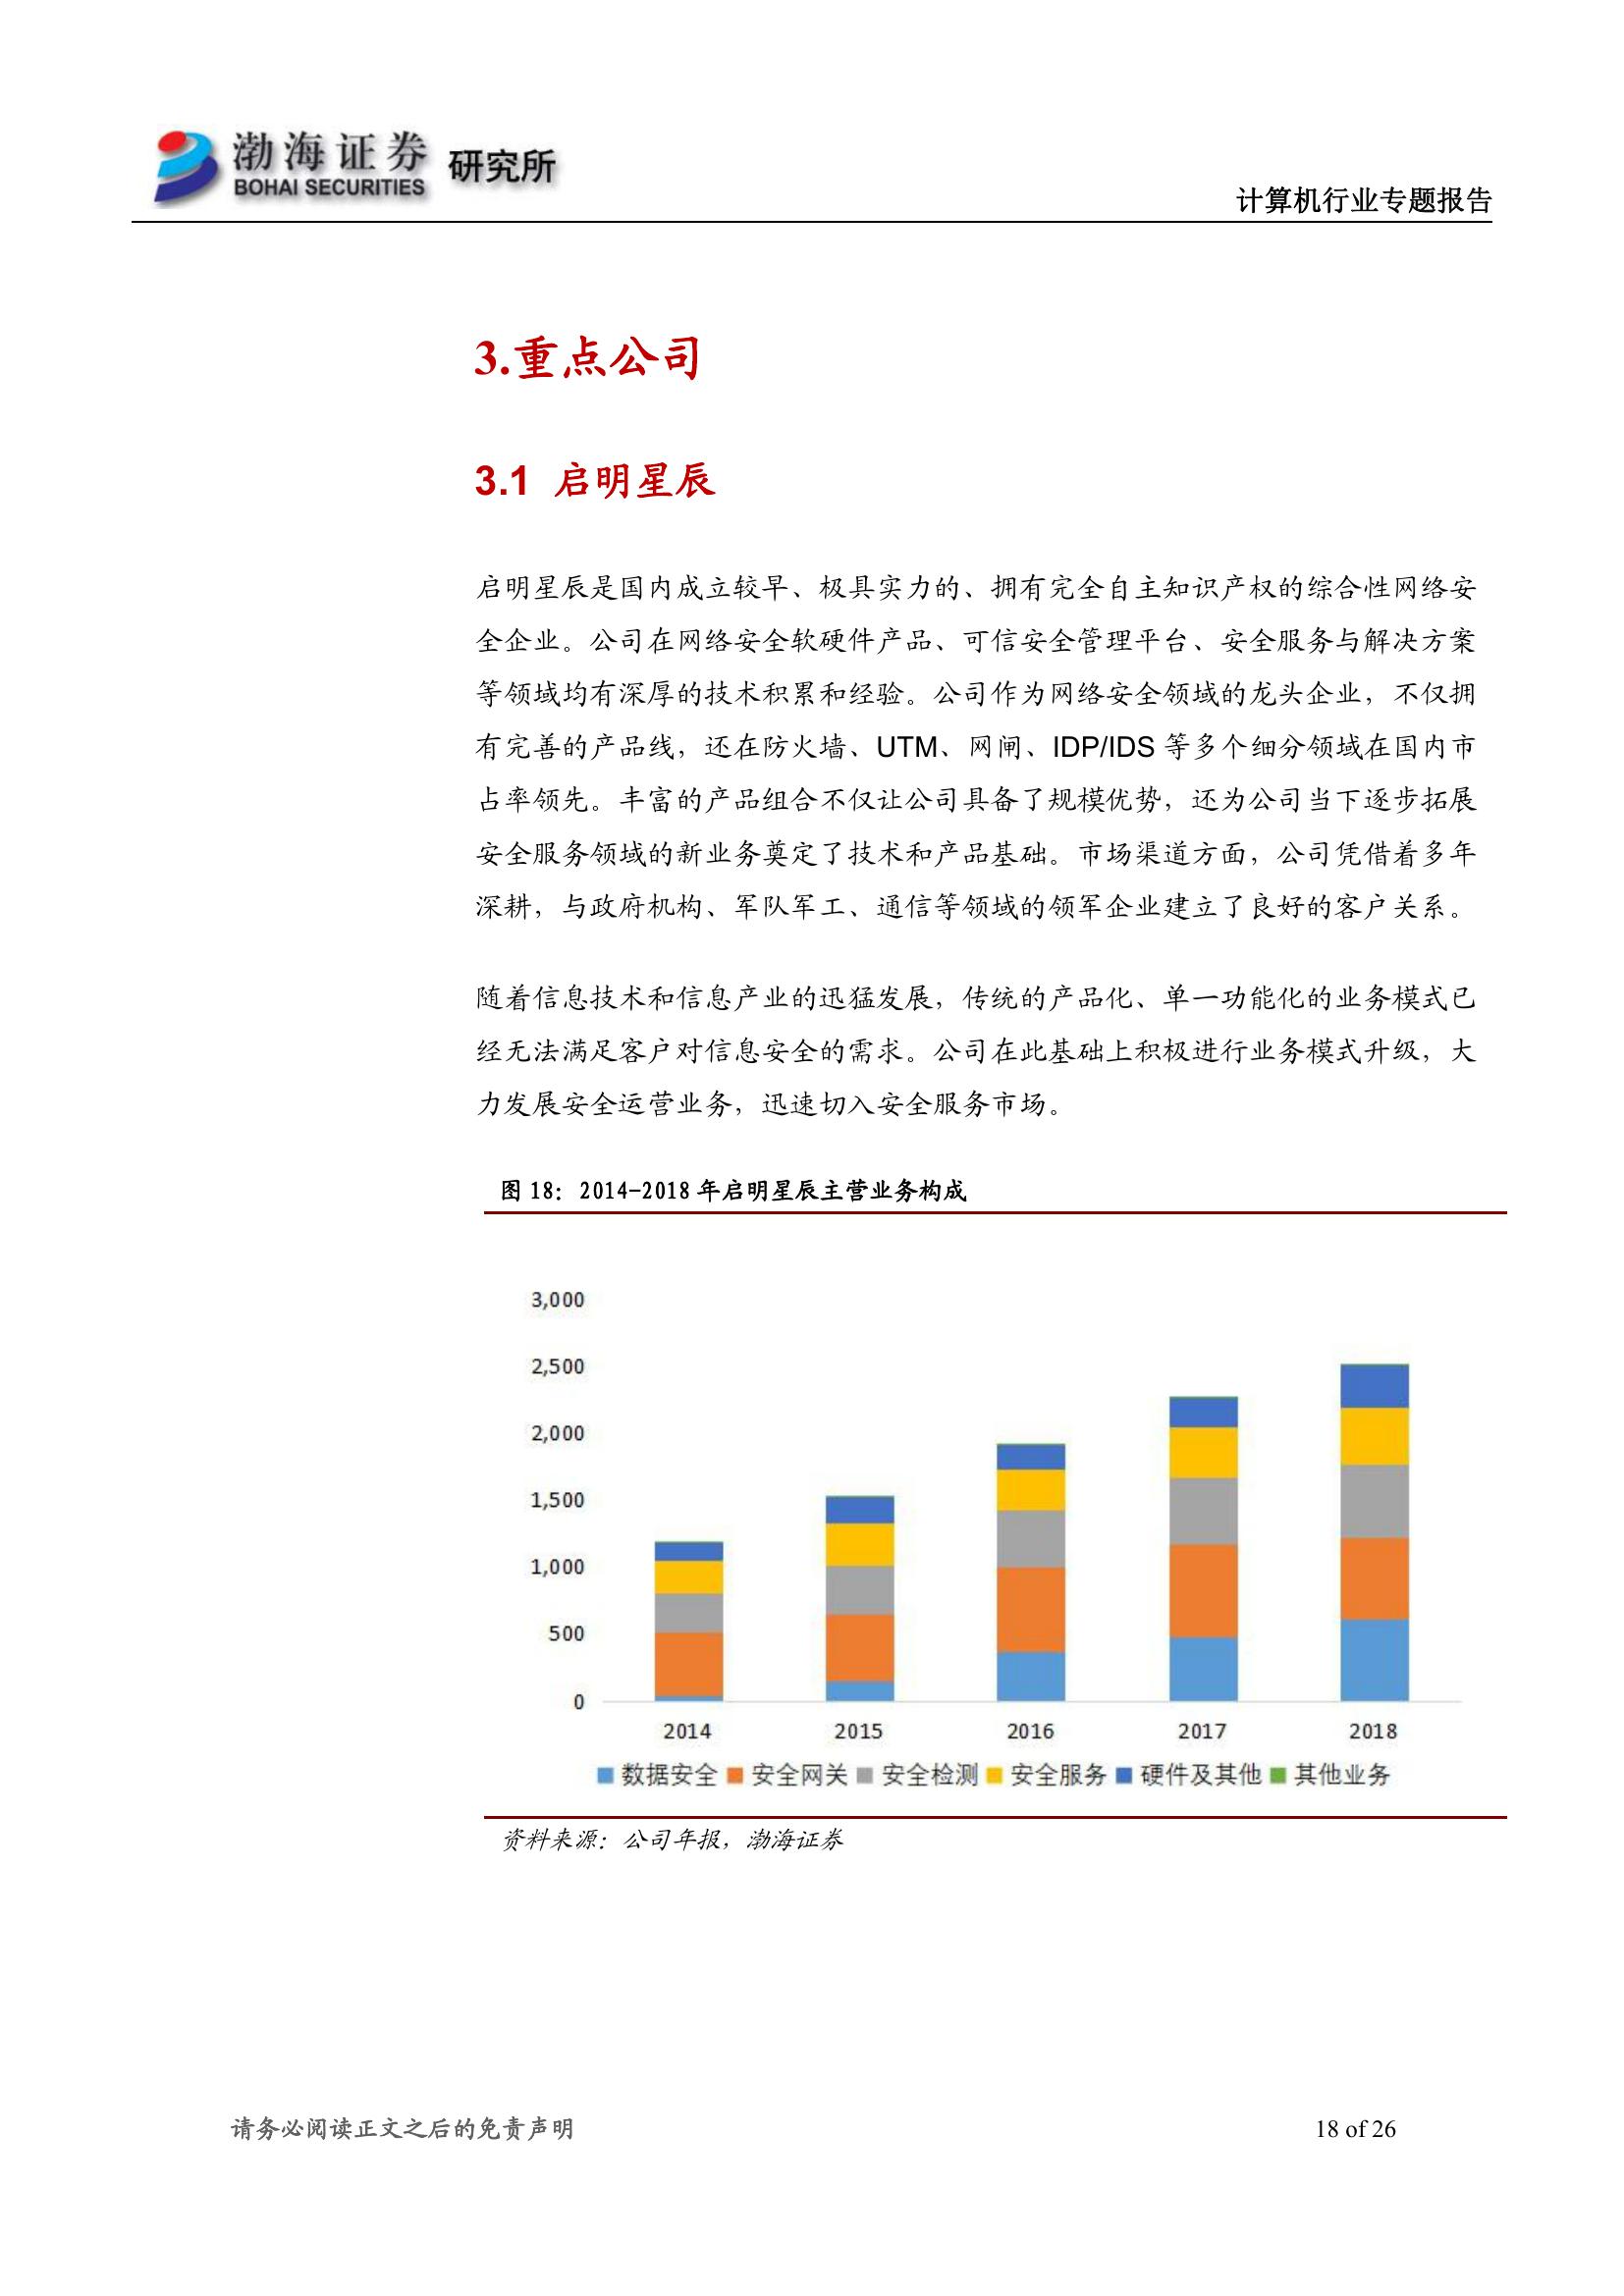 渤海证券 研究所
BOHAI SECURITIES
计算机行业专题报告
3.重点公司
3.1 启明星辰
启明星辰是国内成立较早、极具实力的、拥有完全自主知识产权的综合性网络安
全企业。公司在网络安全软硬件产品、可信安全管理平台、安全服务与解决方案
等领域均有深厚的技术积累和经验。公司作为网络安全领域的龙头企业，不仅拥
有完善的产品线，还在防火墙、UTM、网闸、IDP/IDS 等多个细分领域在国内市
占率领先。丰富的产品组合不仅让公司具备了规模优势，还为公司当下逐步拓展
安全服务领域的新业务奠定了技术和产品基础。市场渠道方面，公司凭借着多年
深耕，与政府机构、军队军工、通信等领域的领军企业建立了良好的客户关系。
随着信息技术和信息产业的迅猛发展，传统的产品化、单一功能化的业务模式已
经无法满足客户对信息安全的需求。公司在此基础上积极进行业务模式升级，大
力发展安全运营业务，迅速切入安全服务市场。
图 18：2014-2018 年启明星辰主营业务构成
3,000
2,500
2,000
1,500
1,000
500
0
2014 2015 2016 2017 2018
数据安全 安全网关 安全检测 安全服务 硬件及其他 其他业务
资料来源：公司年报，渤海证券
请务必阅读正文之后的免责声明 18 of 26